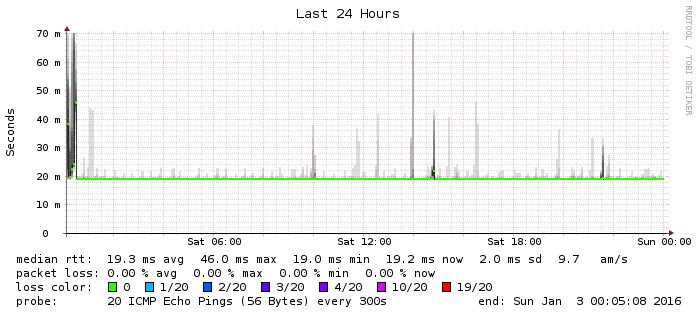 Last 24 Hours
RRDTOOL / TOBI OETIKER
Seconds
70 m
60 m
50 m
40 m
30 m
20 m
10 m
0
Sat 06:00 Sat 12:00 Sat 18:00 Sun 00:00
median rtt: 19.3 ms avg 46.0 ms max 19.0 ms min 19.2 ms now 2.0 ms sd 9.7 am/s
packet loss: 0.00 % avg 0.00 % max 0.00 % min 0.00 % now
loss color: 0 1/20 2/20 3/20 4/20 10/20 19/20
probe: 20 ICMP Echo Pings (56 Bytes) every 300s end: Sun Jan 3 00:05:08 2016